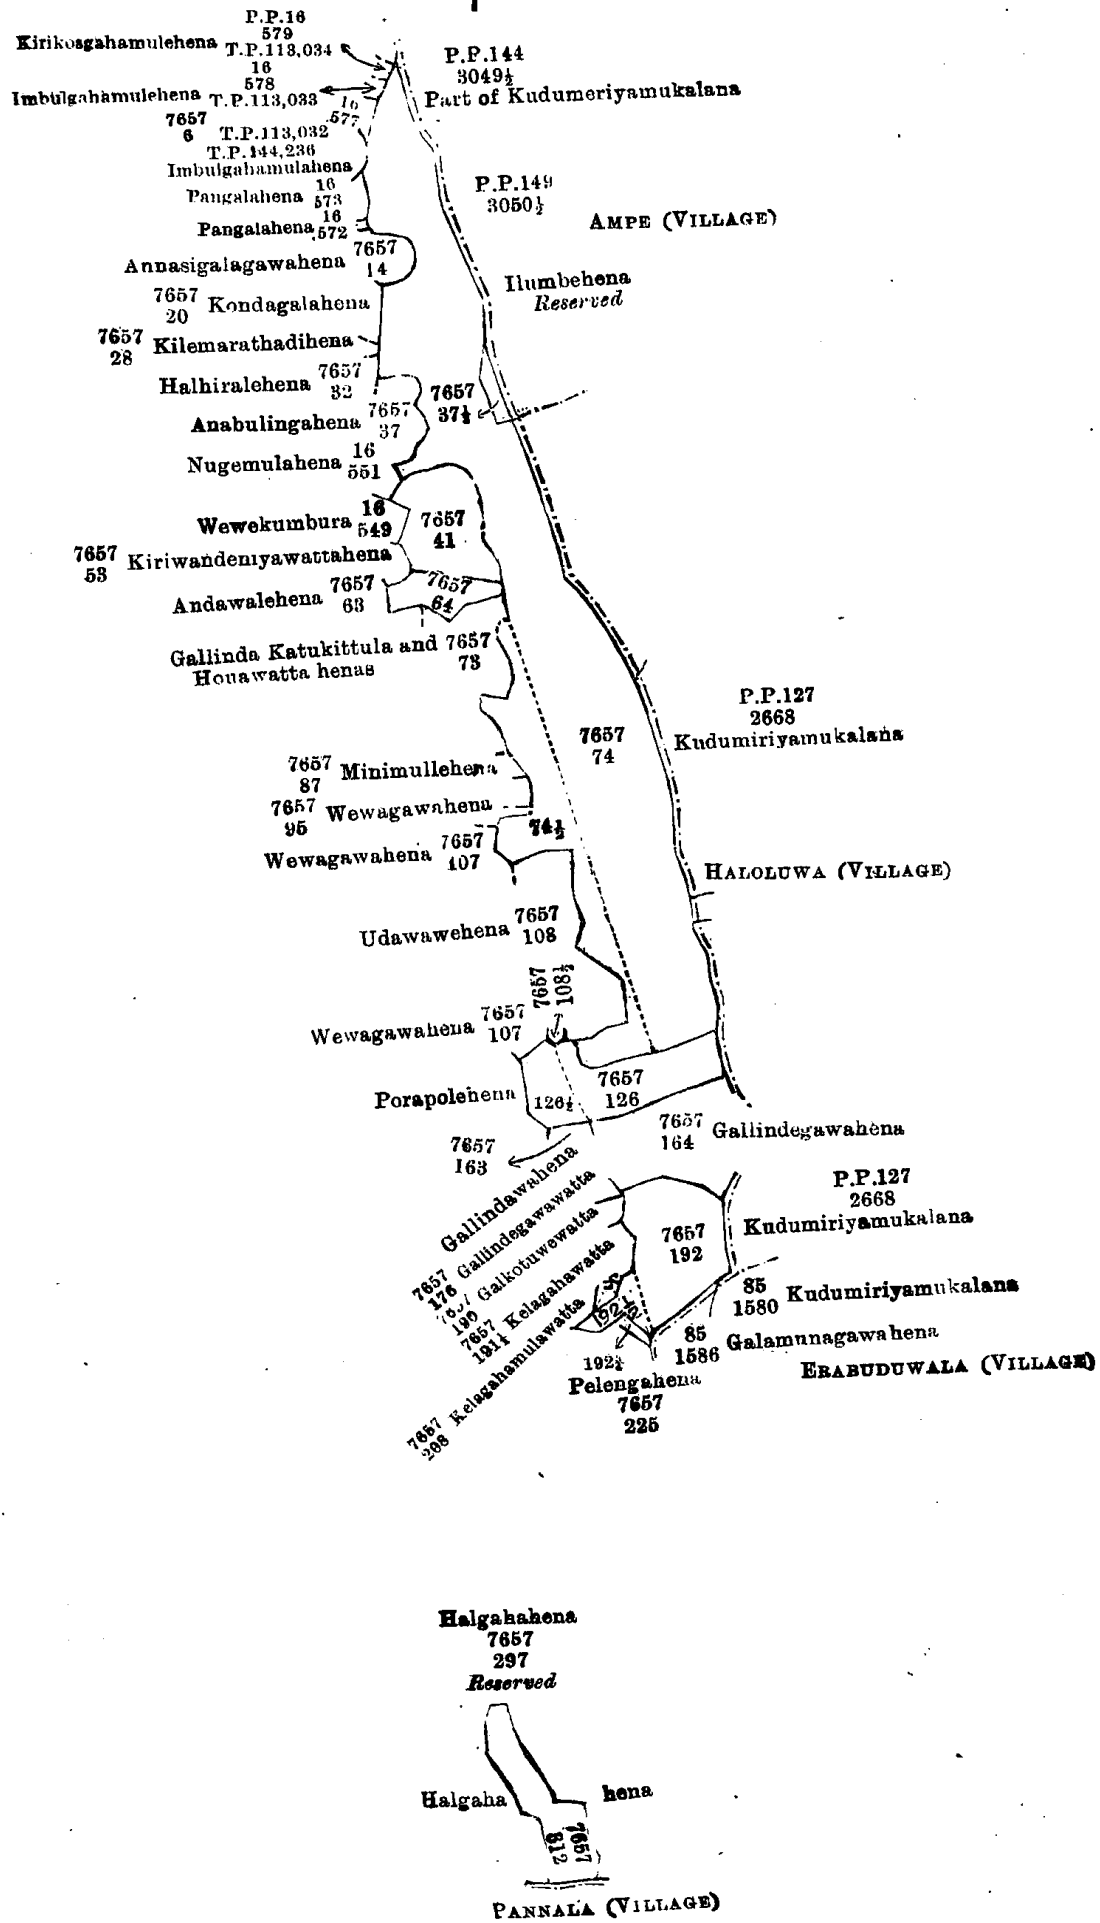 P.P.16
579
Kirikosgahamulehena T.P.113,034
16
578
Imbulgahamulehena T.P.113,033
16
577
7657
6
T.P.113,032
T.P.144,236
Imbulgahamulahena
Pangalahena 16
573
Pangalahena 16
572
Annasigalagawahena 7657
14
7657
20 Kondagalahena
7657
28 Kilemarathadihena
Halhiralehena 7657
32
Anabulingahena 7657
37
Nugemulahena 16
551
Wewekumbura 16
549
7657
41
7657
53 Kiriwandeniyawattahena
Andawalehena 7657
63
7657
64
Gallinda Katukittula and 7657
Houawatta henas 73
P.P.144
3049½
Part of Kudumeriyamukalana
P.P.149
3050½
AMPE (VILLAGE)
Ilumbehena
Reserved
7657
37½
P.P.127
2668
Kudumiriyamukalana
7657
74
7657
87 Minimullehena
7657
95 Wewagawahena
74½
Wewagawahena 7657
107
HALOLUWA (VILLAGE)
Udawawehena 7657
108
7657
108½
Wewagawahena 7657
107
Porapolehena
126½
7657
126
7657
163
7657
164 Gallindegawahena
Gallindawahena
7657
176 Gallindegawawatta
190 Galkotuwewatta
7657
191½ Kelagahawatta
7657
208 Kelagahamulawatta
7657
192
P.P.127
2668
Kudumiriyamukalana
85
1580 Kudumiriyamukalana
85
1586 Galamunagawahena
ERABUDUWALA (VILLAGE)
Pelengahena
7657
225
Halgahahena
7657
297
Reserved
Halgaha hena
7657
812
PANNALA (VILLAGE)